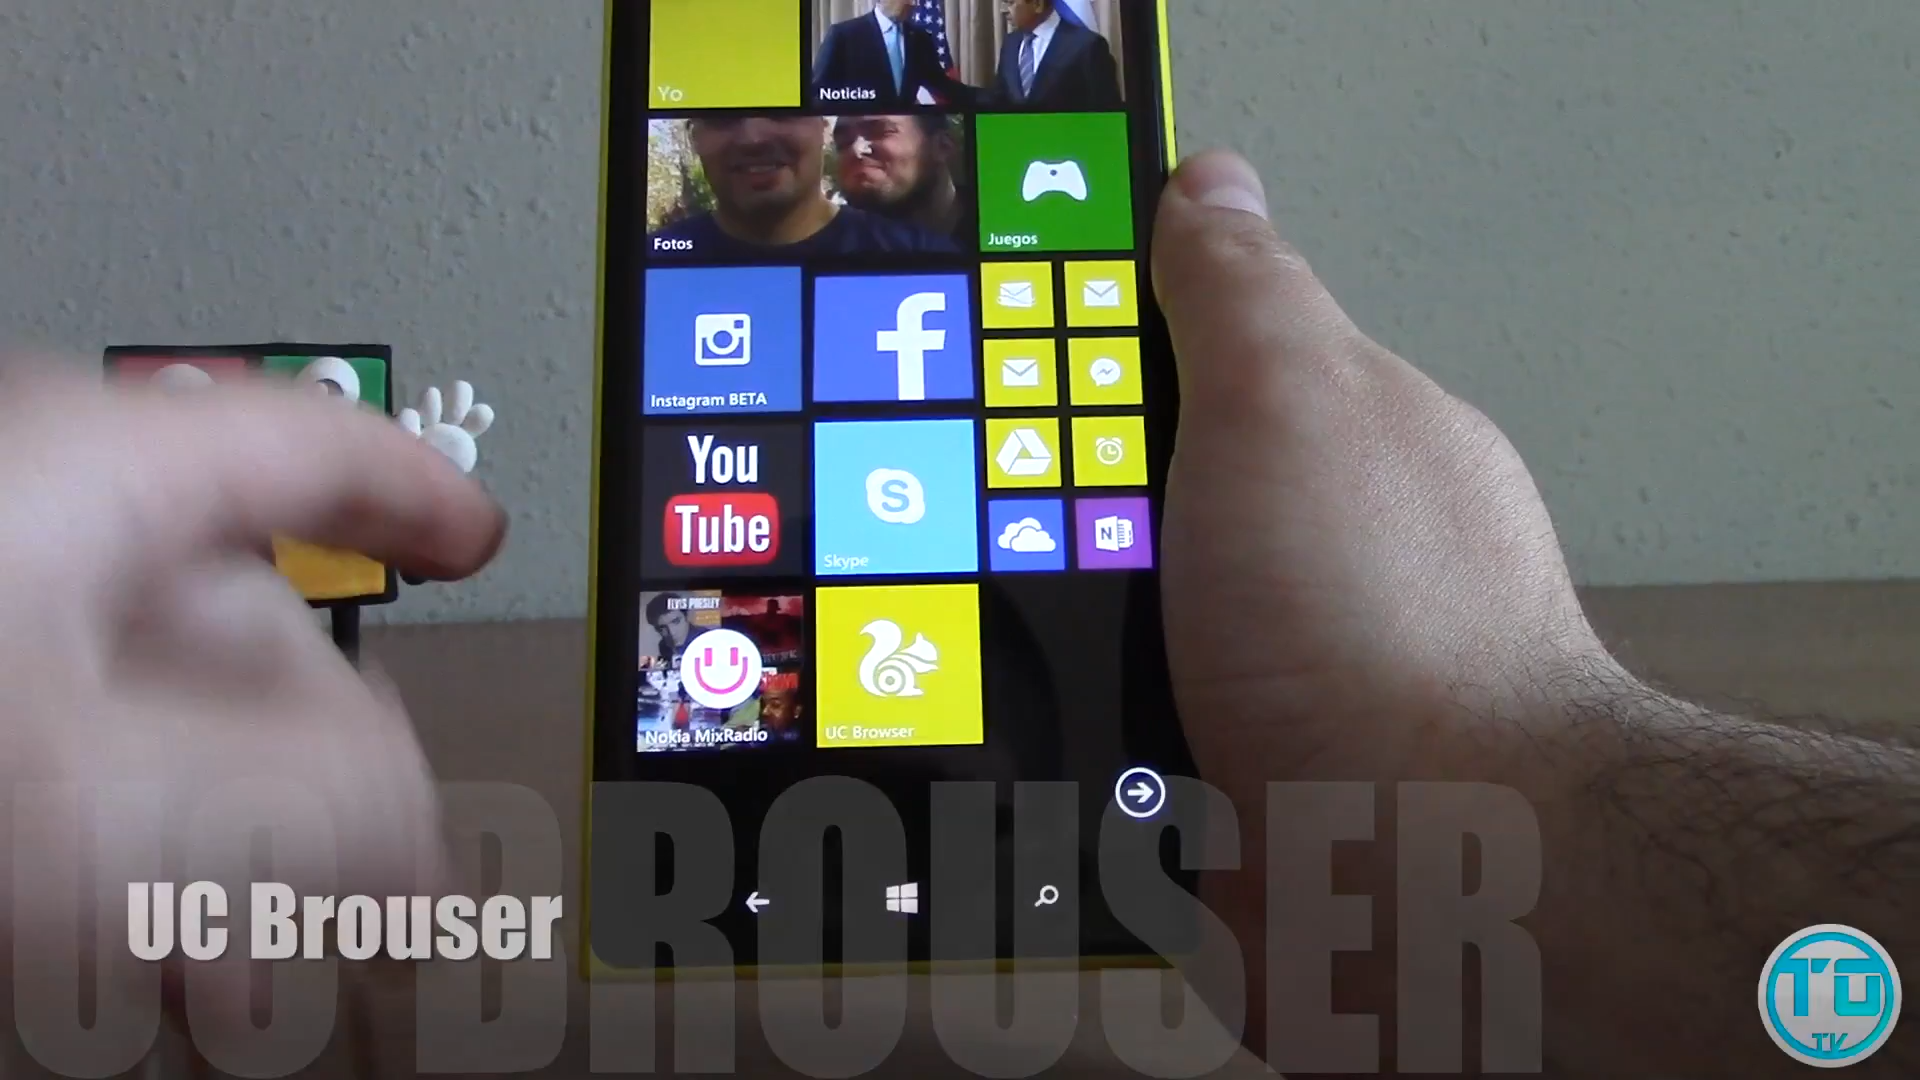 Yo
Noticias
Fotos
Juegos
Instagram BETA
You
Tube
S
Skype
N
ELVIS PRESLEY
Nokia MixRadio
UC Browser
UC BROUSER
UC Brouser
TU
TV